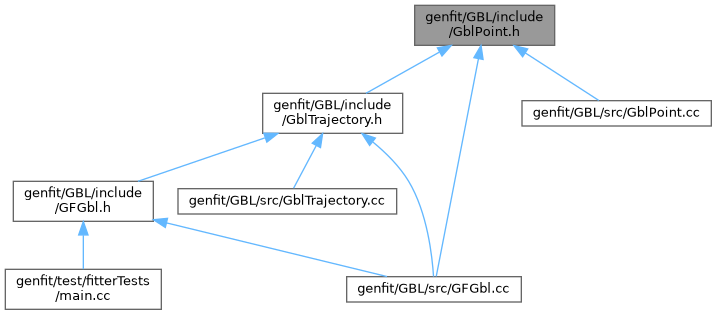 genfit/GBL/include
/GblPoint.h
genfit/GBL/include
/GblTrajectory.h
genfit/GBL/src/GblPoint.cc
genfit/GBL/include
/GFGbl.h
genfit/GBL/src/GblTrajectory.cc
genfit/test/fitterTests
/main.cc
genfit/GBL/src/GFGbl.cc